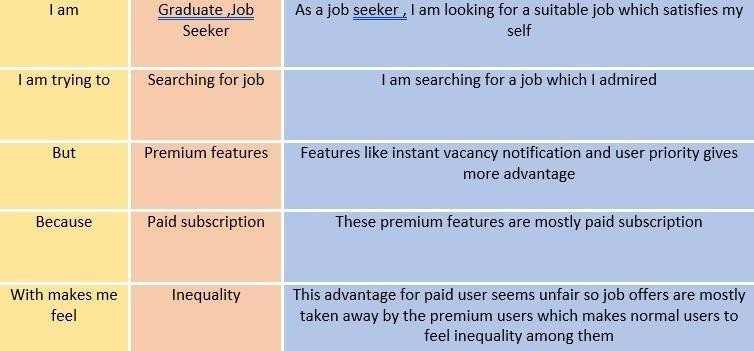 I am
Graduate ,Job
Seeker
As a job seeker , I am looking for a suitable job which satisfies my
self
I am trying to
Searching for job
I am searching for a job which I admired
But
Premium features
Features like instant vacancy notification and user priority gives
more advantage
Because
Paid subscription
These premium features are mostly paid subscription
With makes me
feel
Inequality
This advantage for paid user seems unfair so job offers are mostly
taken away by the premium users which makes normal users to
feel inequality among them